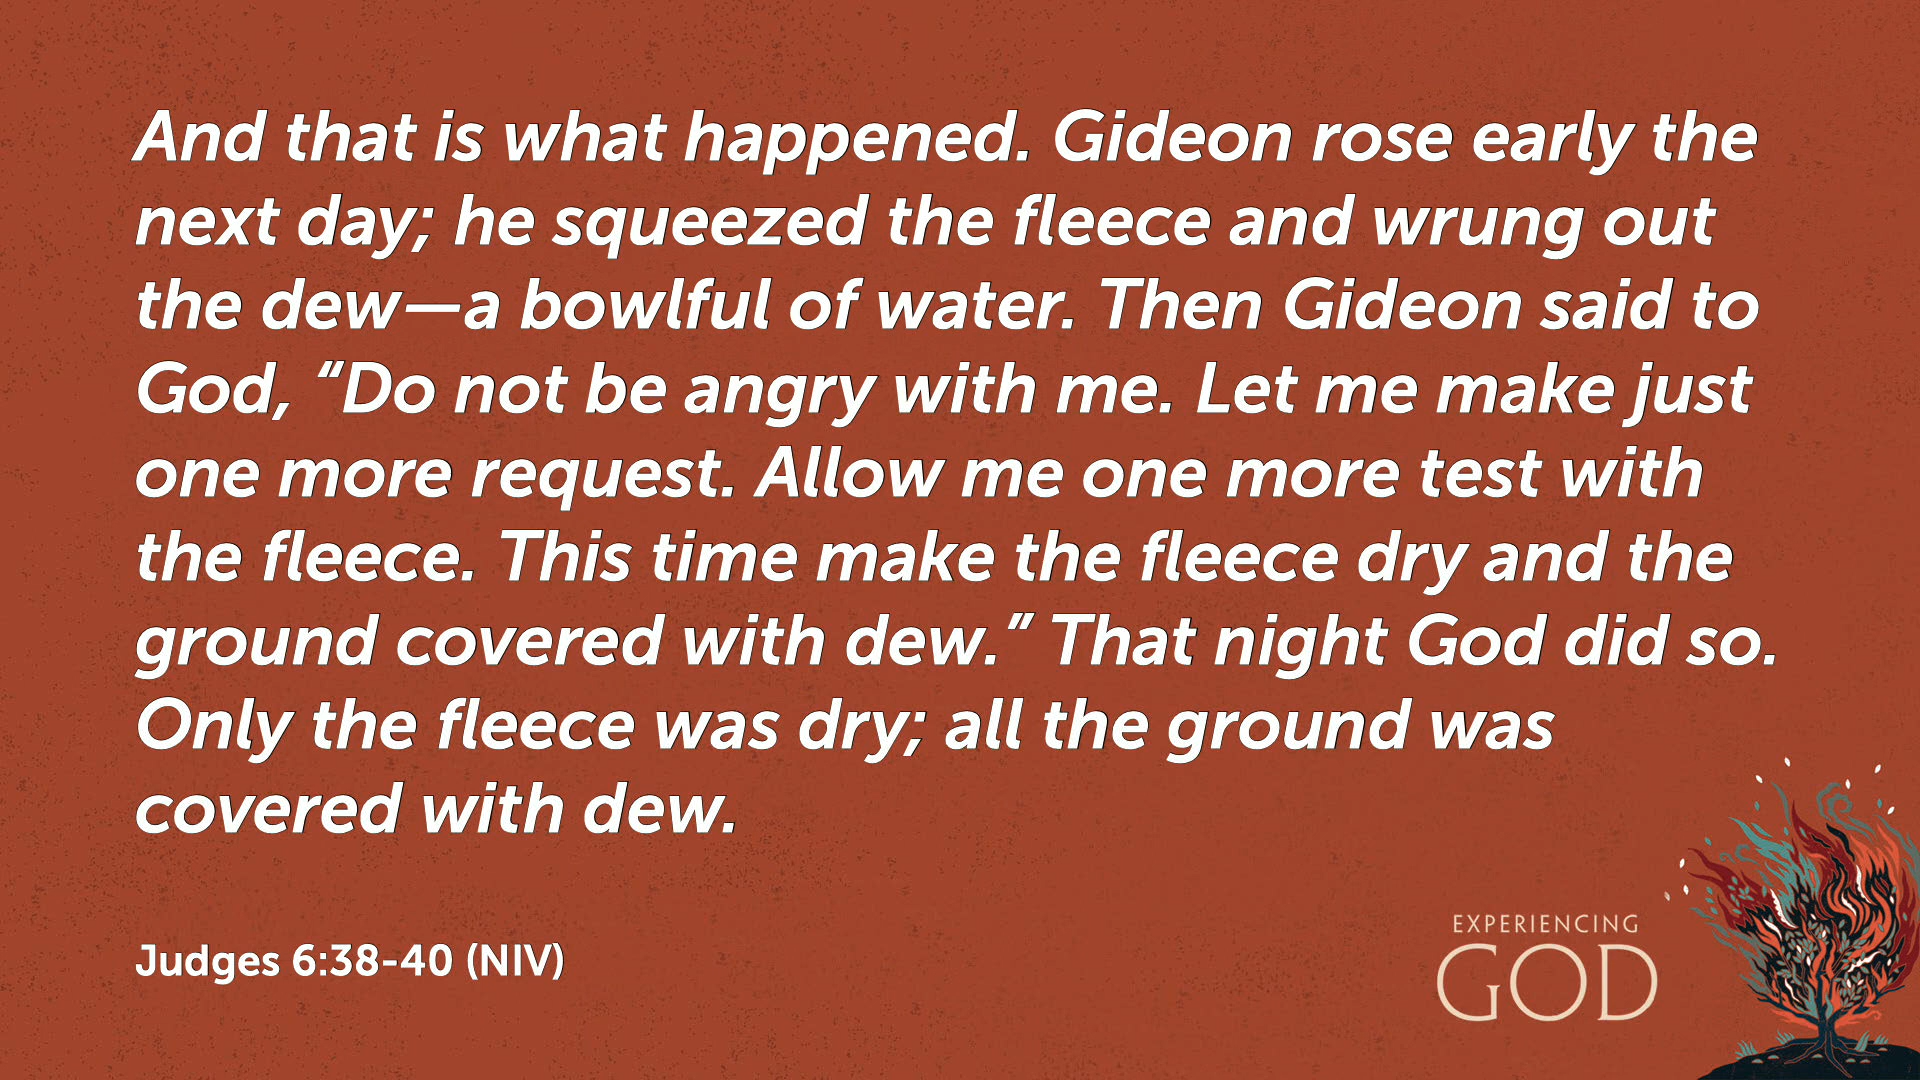 And that is what happened. Gideon rose early the
next day; he squeezed the fleece and wrung out
the dew—a bowlful of water. Then Gideon said to
God, “Do not be angry with me. Let me make just
one more request. Allow me one more test with
the fleece. This time make the fleece dry and the
ground covered with dew.” That night God did so.
Only the fleece was dry; all the ground was
covered with dew.
Judges 6:38-40 (NIV)
EXPERIENCING
GOD